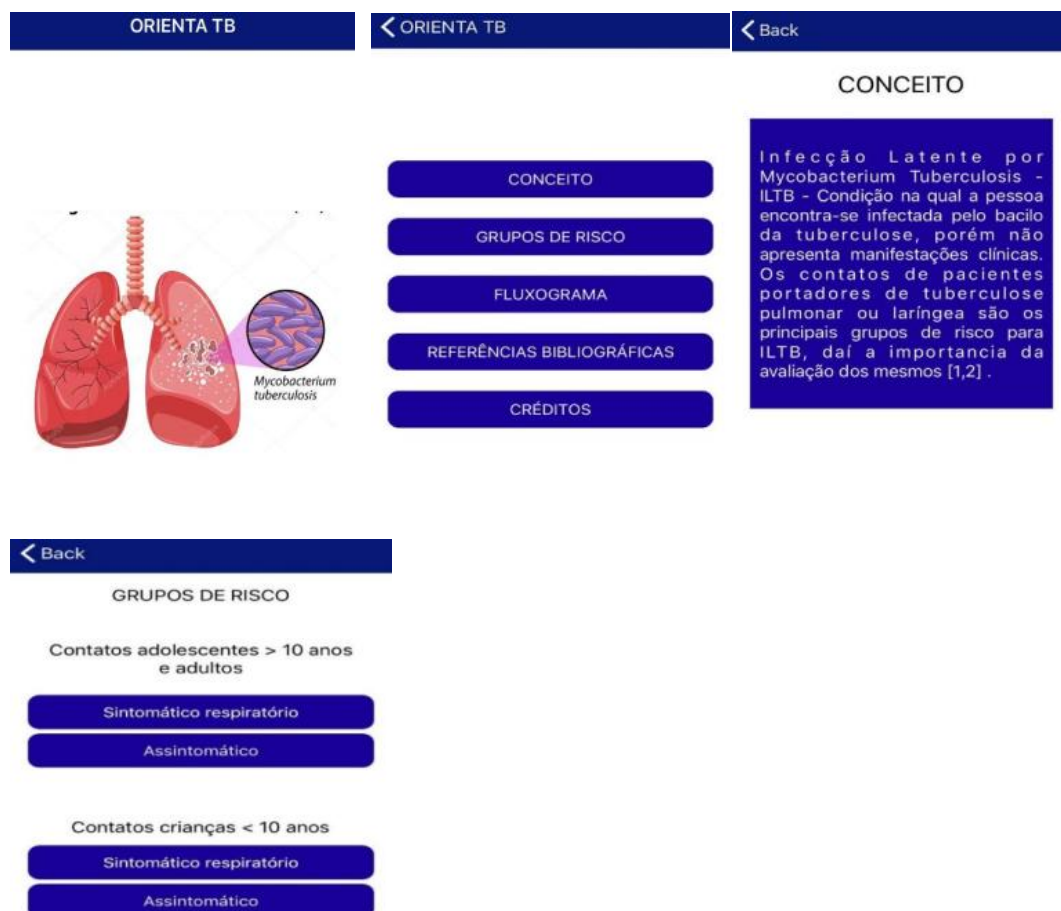 ORIENTA TB
Mycobacterium
tuberculosis
ORIENTA TB
CONCEITO
GRUPOS DE RISCO
FLUXOGRAMA
REFERÊNCIAS BIBLIOGRÁFICAS
CRÉDITOS
Back
CONCEITO
Infecção Latente por
Mycobacterium Tuberculosis -
ILTB - Condição na qual a pessoa
encontra-se infectada pelo bacilo
da tuberculose, porém não
apresenta manifestações clínicas.
Os contatos de pacientes
portadores de tuberculose
pulmonar ou laríngea são os
principais grupos de risco para
ILTB, daí a importancia da
avaliação dos mesmos [1,2] .
Back
GRUPOS DE RISCO
Contatos adolescentes > 10 anos
e adultos
Sintomático respiratório
Assintomático
Contatos crianças < 10 anos
Sintomático respiratório
Assintomático